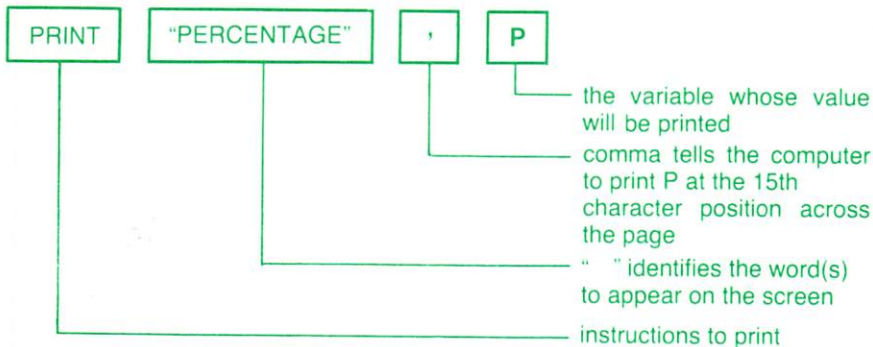 PRINT "PERCENTAGE" , P
the variable whose value
will be printed
comma tells the computer
to print P at the 15th
character position across
the page
" " identifies the word(s)
to appear on the screen
instructions to print